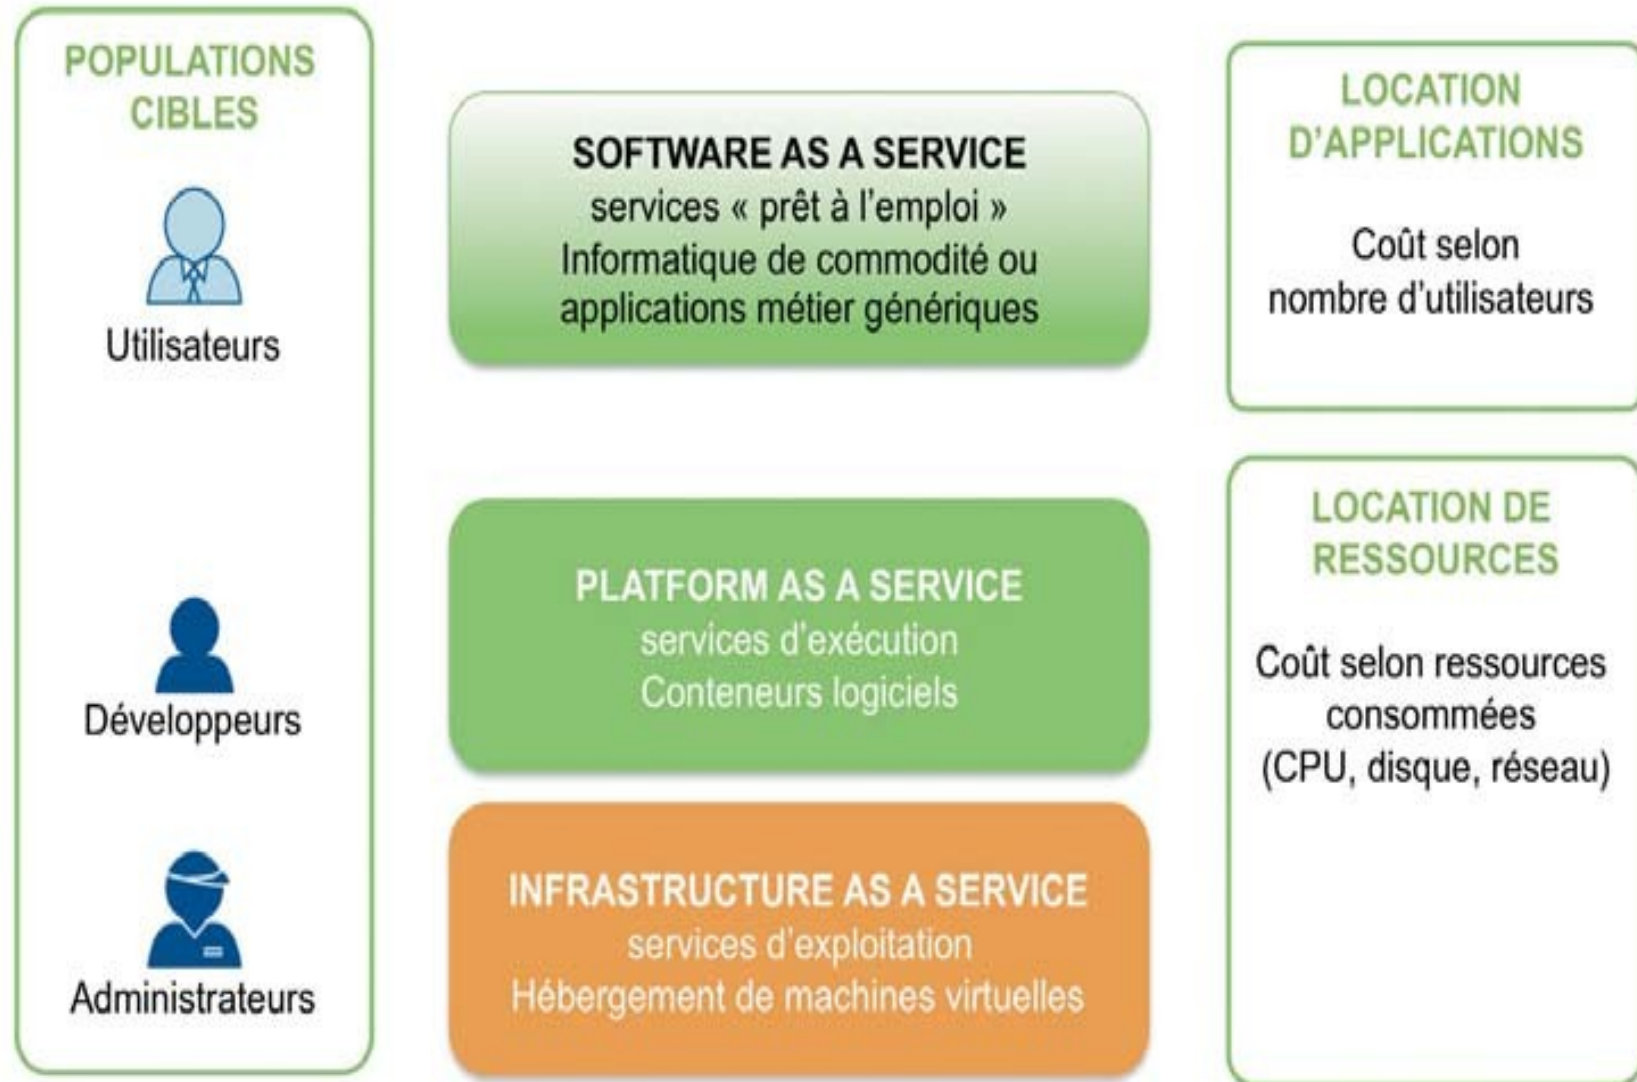 POPULATIONS
CIBLES
Utilisateurs
Développeurs
Administrateurs
SOFTWARE AS A SERVICE
services « prêt à l'emploi »
Informatique de commodité ou
applications métier génériques
PLATFORM AS A SERVICE
services d'exécution
Conteneurs logiciels
INFRASTRUCTURE AS A SERVICE
services d'exploitation
Hébergement de machines virtuelles
LOCATION
D'APPLICATIONS
Coût selon
nombre d'utilisateurs
LOCATION DE
RESSOURCES
Coût selon ressources
consommées
(CPU, disque, réseau)